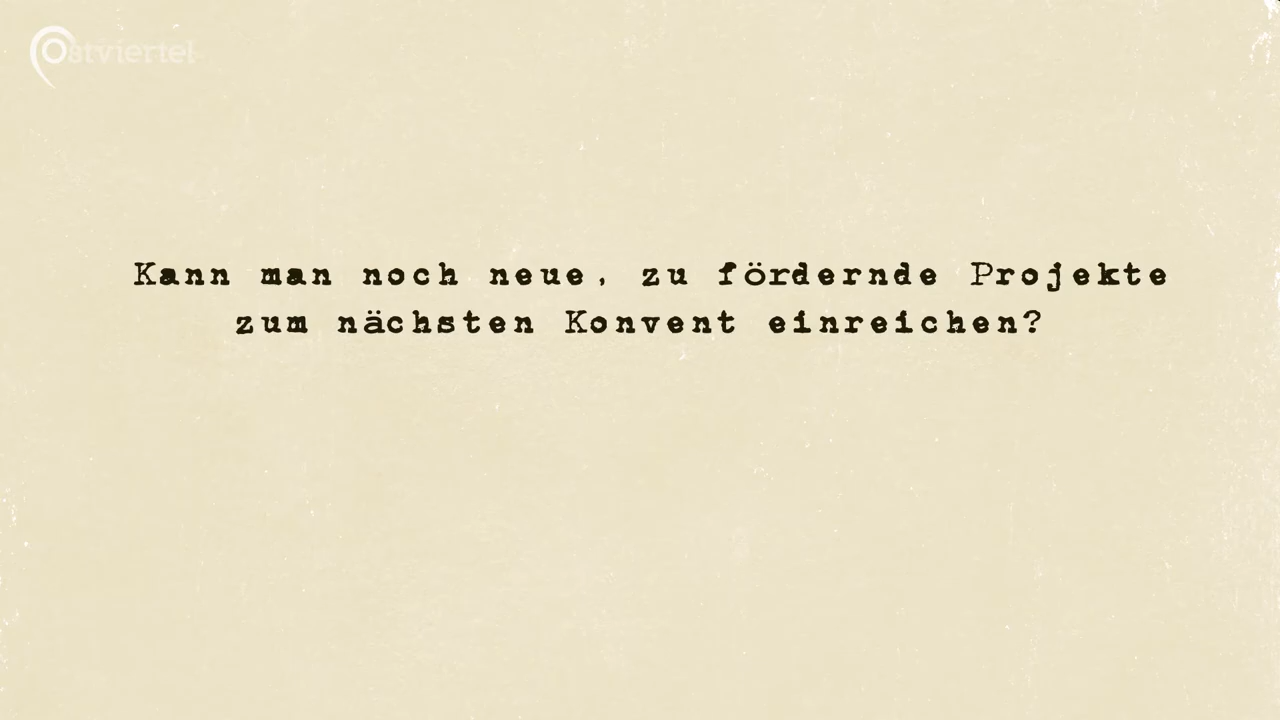 Ostviertel
Kann man noch neue, zu fördernde Projekte
zum nächsten Konvent einreichen?